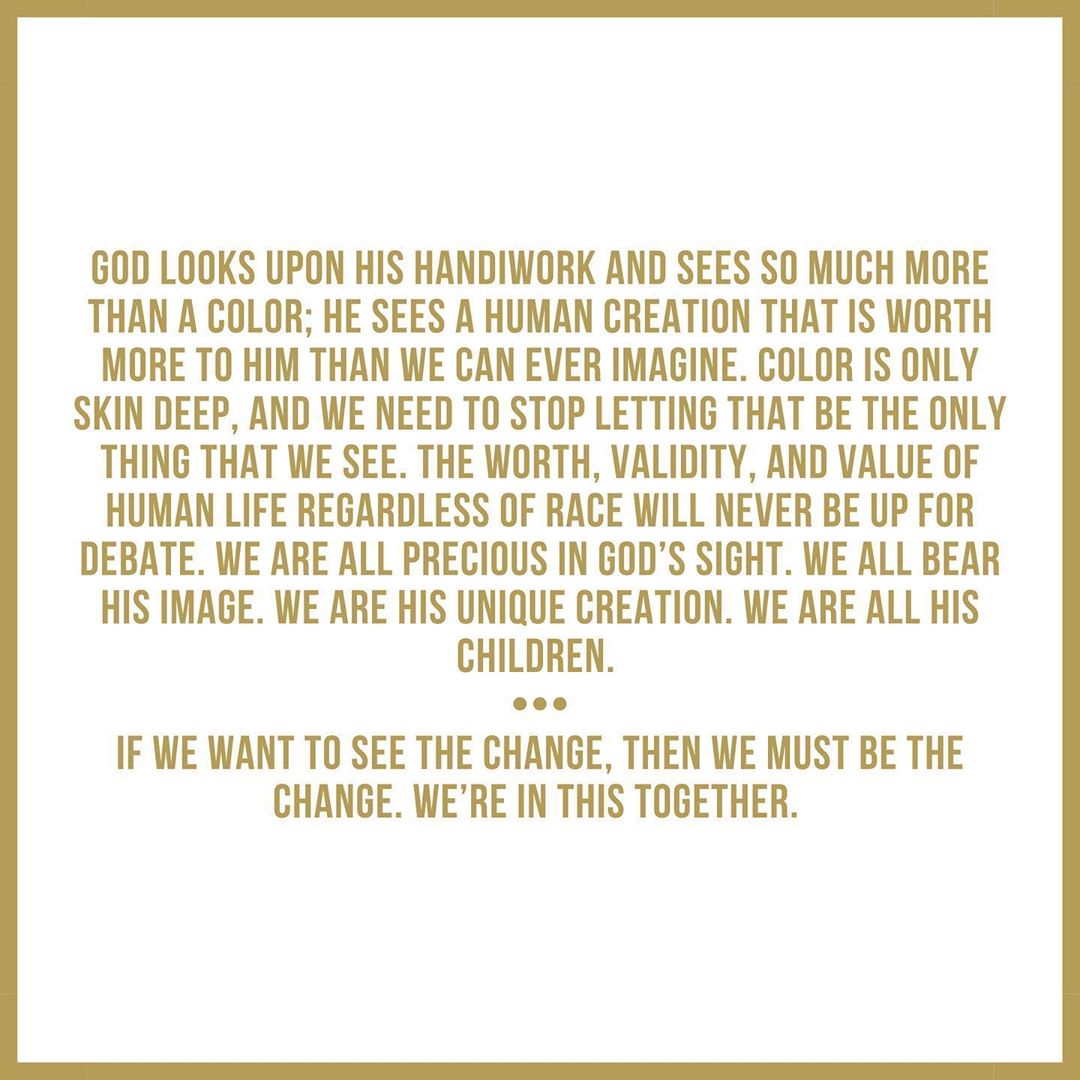 GOD LOOKS UPON HIS HANDIWORK AND SEES SO MUCH MORE
THAN A COLOR; HE SEES A HUMAN CREATION THAT IS WORTH
MORE TO HIM THAN WE CAN EVER IMAGINE. COLOR IS ONLY
SKIN DEEP, AND WE NEED TO STOP LETTING THAT BE THE ONLY
THING THAT WE SEE. THE WORTH, VALIDITY, AND VALUE OF
HUMAN LIFE REGARDLESS OF RACE WILL NEVER BE UP FOR
DEBATE. WE ARE ALL PRECIOUS IN GOD’S SIGHT. WE ALL BEAR
HIS IMAGE. WE ARE HIS UNIQUE CREATION. WE ARE ALL HIS
CHILDREN.
•••
IF WE WANT TO SEE THE CHANGE, THEN WE MUST BE THE
CHANGE. WE’RE IN THIS TOGETHER.